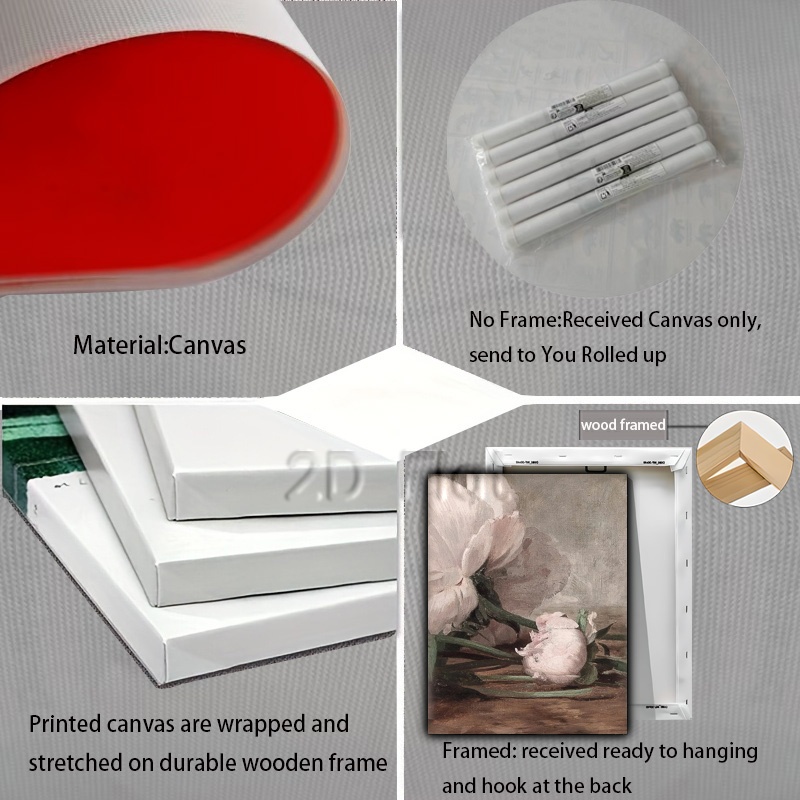 Material:Canvas
No Frame:Received Canvas only,
send to You Rolled up
wood framed
Printed canvas are wrapped and
stretched on durable wooden frame
Framed: received ready to hanging
and hook at the back